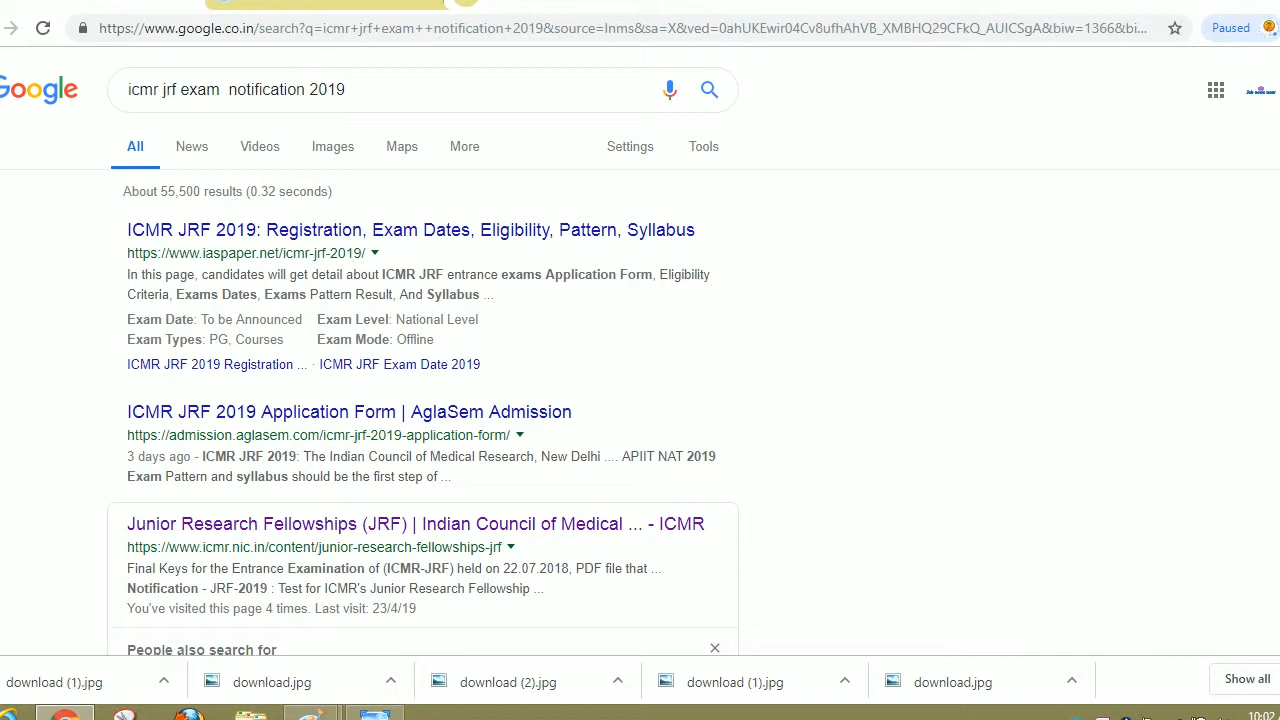 https://www.google.co.in/search?q=icmr+jrf+exam++notification+2019&source=lnms&sa=X&ved=0ahUKEwir04Cv8ufhAhVB_XMBHQ29CFkQ_AUICSgA&biw=1366&bi...
Paused
Google
icmr jrf exam  notification 2019
All News Videos Images Maps More Settings Tools
About 55,500 results (0.32 seconds)
ICMR JRF 2019: Registration, Exam Dates, Eligibility, Pattern, Syllabus
https://www.iaspaper.net/icmr-jrf-2019/
In this page, candidates will get detail about ICMR JRF entrance exams Application Form, Eligibility
Criteria, Exams Dates, Exams Pattern Result, And Syllabus ...
Exam Date: To be Announced Exam Level: National Level
Exam Types: PG, Courses Exam Mode: Offline
ICMR JRF 2019 Registration ... · ICMR JRF Exam Date 2019
ICMR JRF 2019 Application Form | AglaSem Admission
https://admission.aglasem.com/icmr-jrf-2019-application-form/
3 days ago - ICMR JRF 2019: The Indian Council of Medical Research, New Delhi .... APIIT NAT 2019
Exam Pattern and syllabus should be the first step of ...
Junior Research Fellowships (JRF) | Indian Council of Medical ... - ICMR
https://www.icmr.nic.in/content/junior-research-fellowships-jrf
Final Keys for the Entrance Examination of (ICMR-JRF) held on 22.07.2018, PDF file that ...
Notification - JRF-2019 : Test for ICMR's Junior Research Fellowship ...
You've visited this page 4 times. Last visit: 23/4/19
People also search for
download (1).jpg download.jpg download (2).jpg download (1).jpg download.jpg Show all
10:02